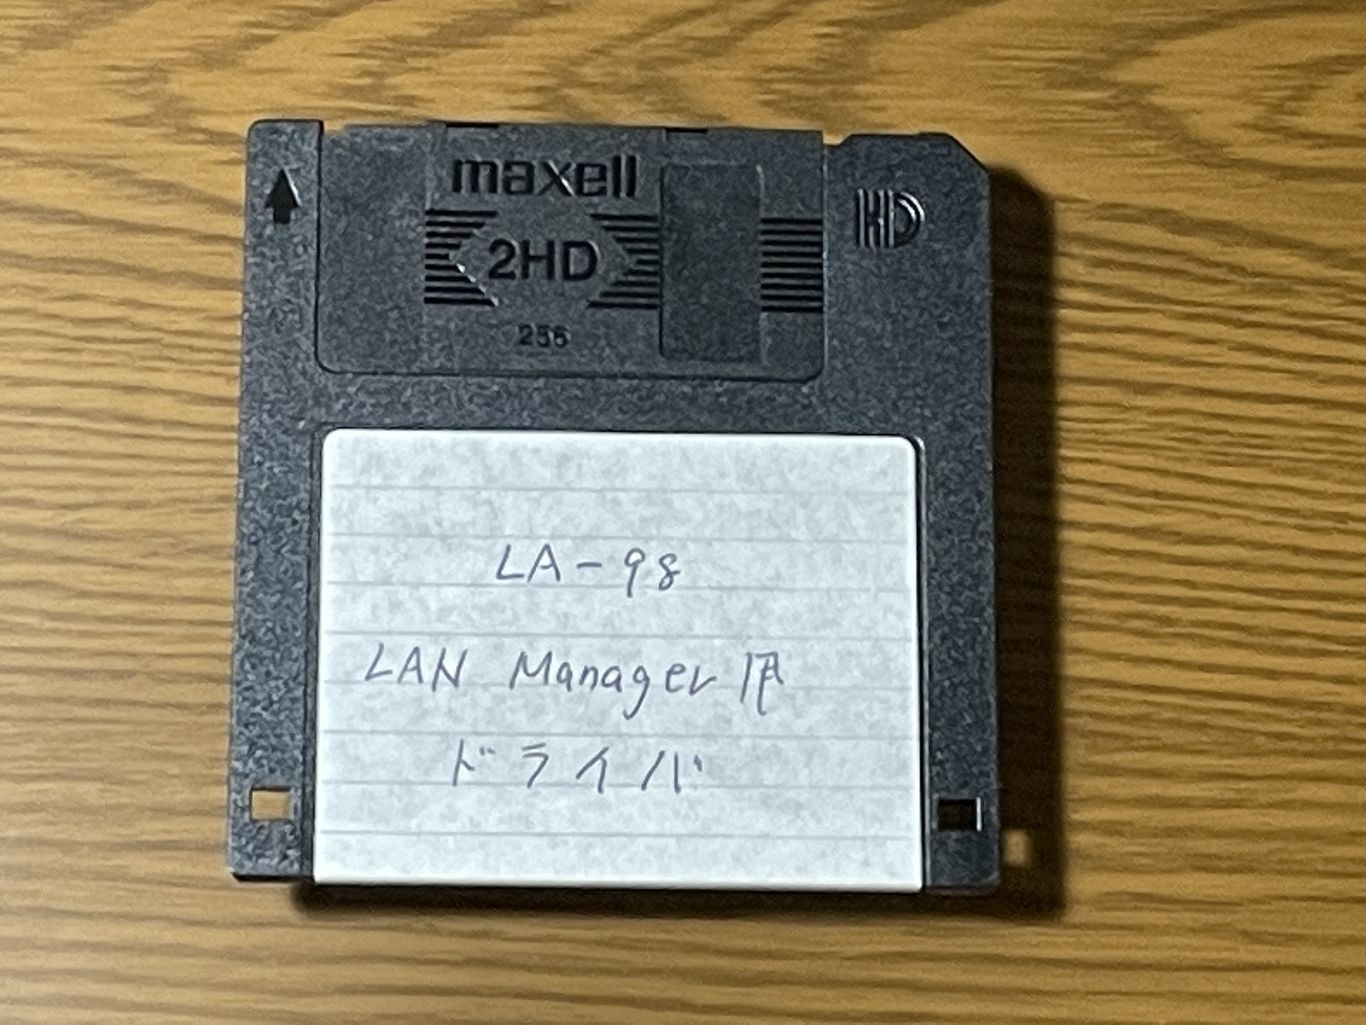 maxell
2HD
HD
256
LA-98
LAN Manager用
ドライバ